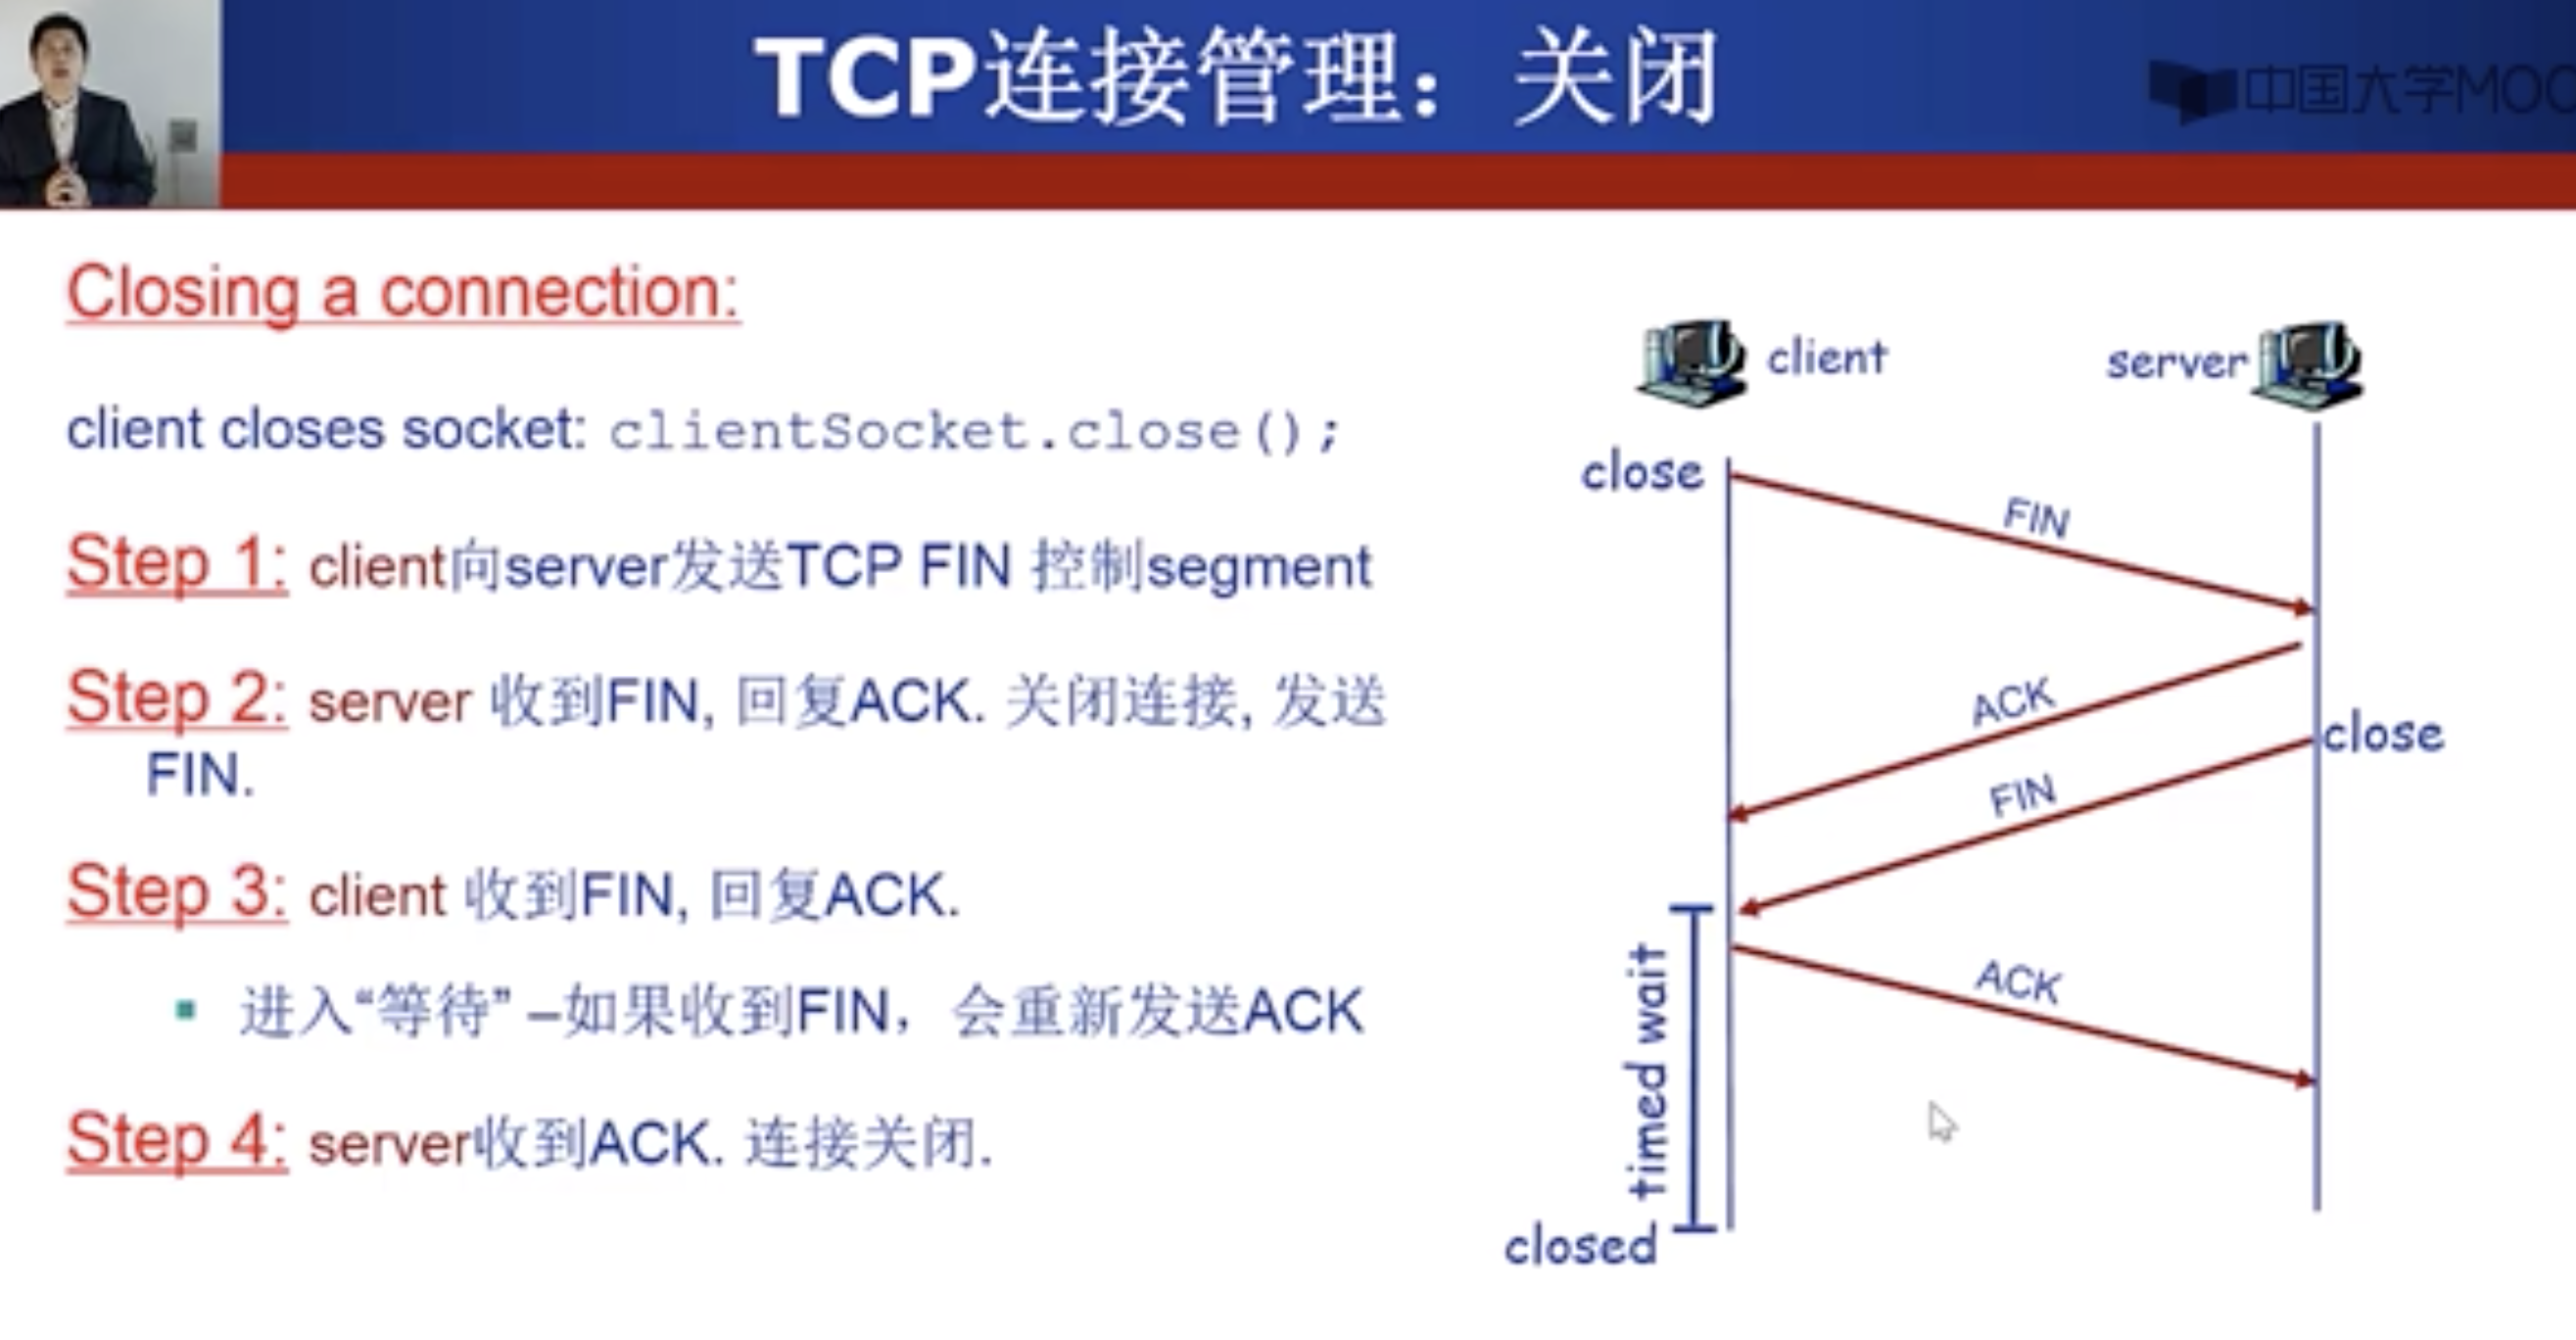 TCP连接管理：关闭
中国大学MOO
Closing a connection:
client closes socket: clientSocket.close();
Step 1: client向server发送TCP FIN 控制segment
Step 2: server 收到FIN, 回复ACK. 关闭连接, 发送
FIN.
Step 3: client 收到FIN, 回复ACK.
▪ 进入“等待” –如果收到FIN，会重新发送ACK
Step 4: server收到ACK. 连接关闭.
client
server
close
FIN
ACK
close
FIN
ACK
timed wait
closed